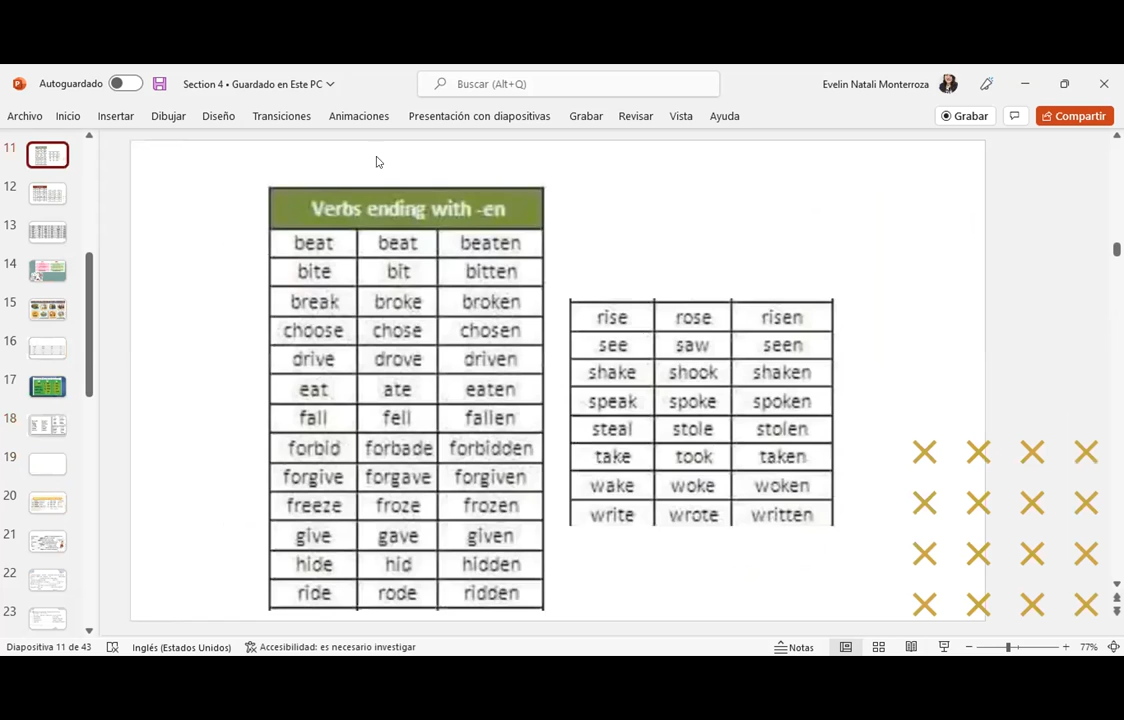 Autoguardado Section 4 • Guardado en Este PC Buscar (Alt+Q) Evelin Natali Monterroza
Archivo Inicio Insertar Dibujar Diseño Transiciones Animaciones Presentación con diapositivas Grabar Revisar Vista Ayuda Grabar Compartir
11
12
13
14
15
16
17
18
19
20
21
22
23
Verbs ending with -en
beat beat beaten
bite bit bitten
break broke broken
choose chose chosen
drive drove driven
eat ate eaten
fall fell fallen
forbid forbade forbidden
forgive forgave forgiven
freeze froze frozen
give gave given
hide hid hidden
ride rode ridden
rise rose risen
see saw seen
shake shook shaken
speak spoke spoken
steal stole stolen
take took taken
wake woke woken
write wrote written
Diapositiva 11 de 43 Inglés (Estados Unidos) Accesibilidad: es necesario investigar Notas 77%